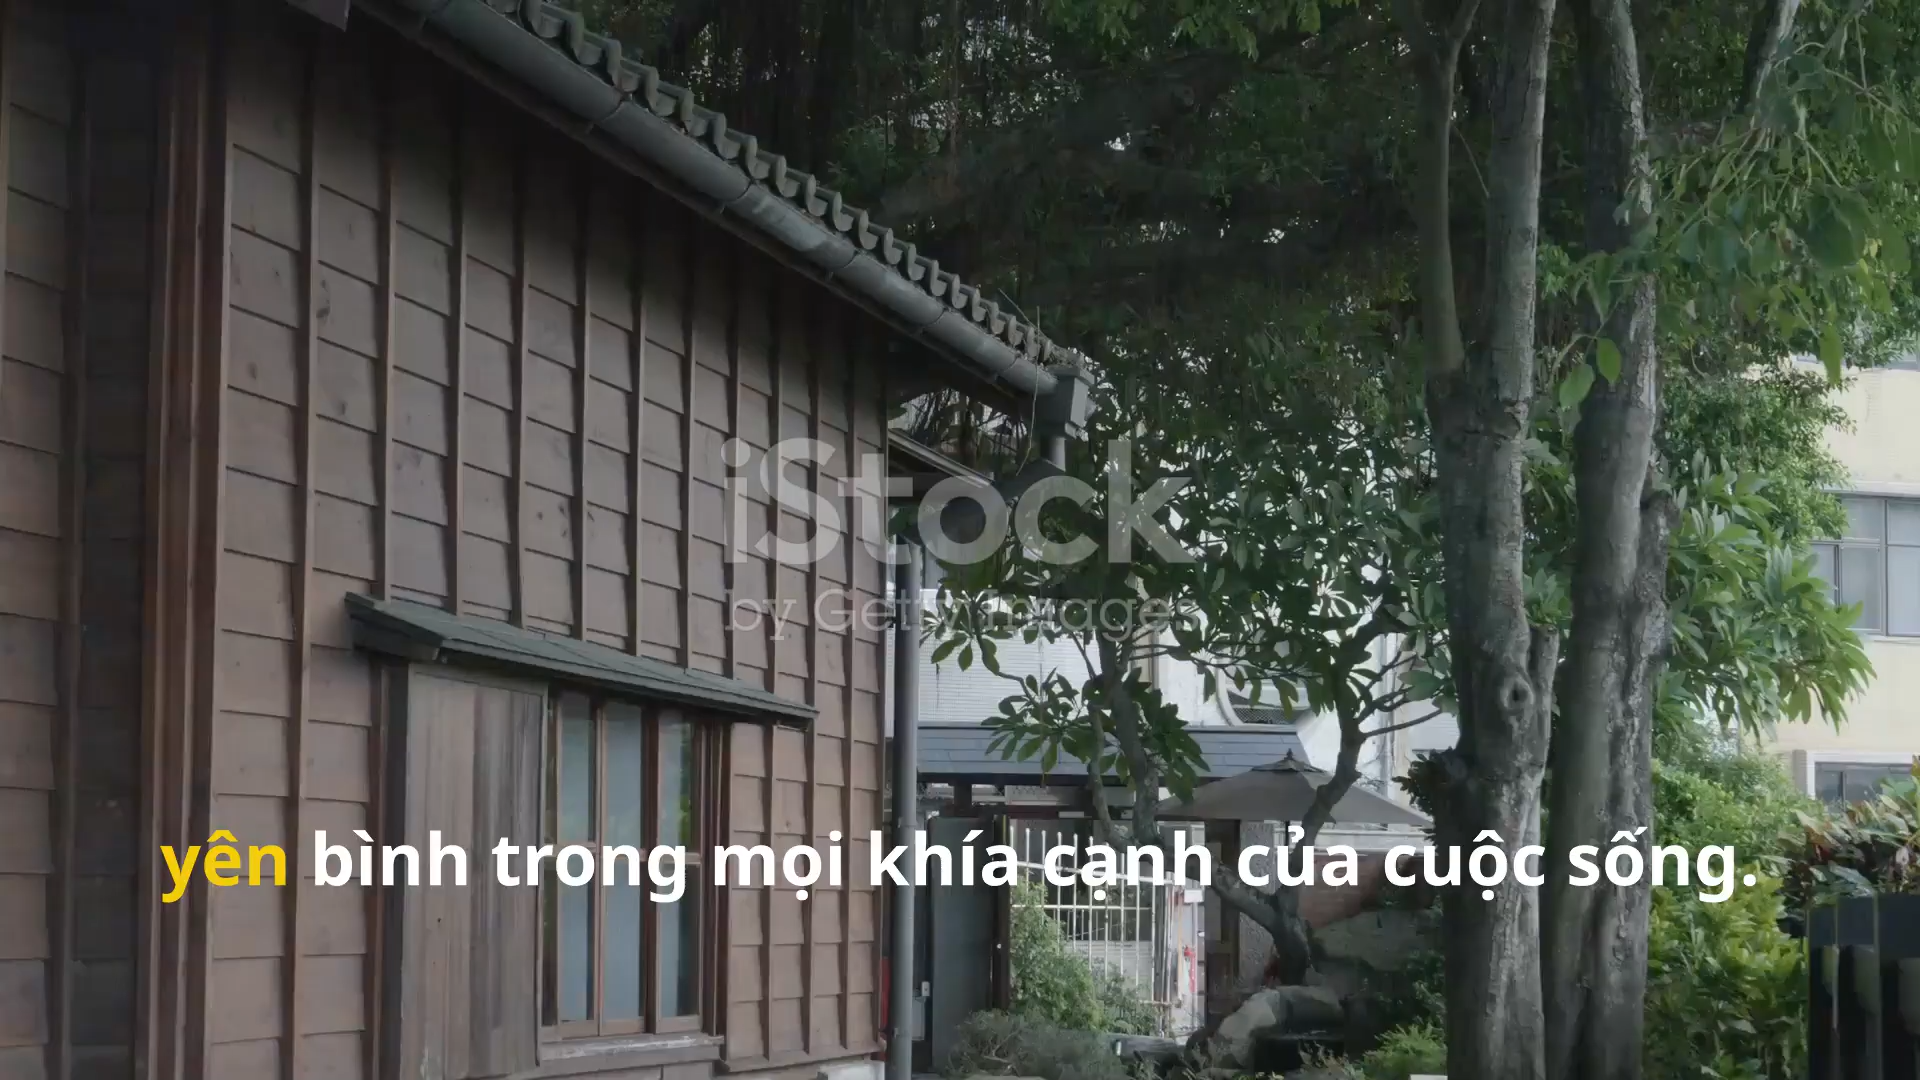 iStock
by Getty Images
yên bình trong mọi khía cạnh của cuộc sống.